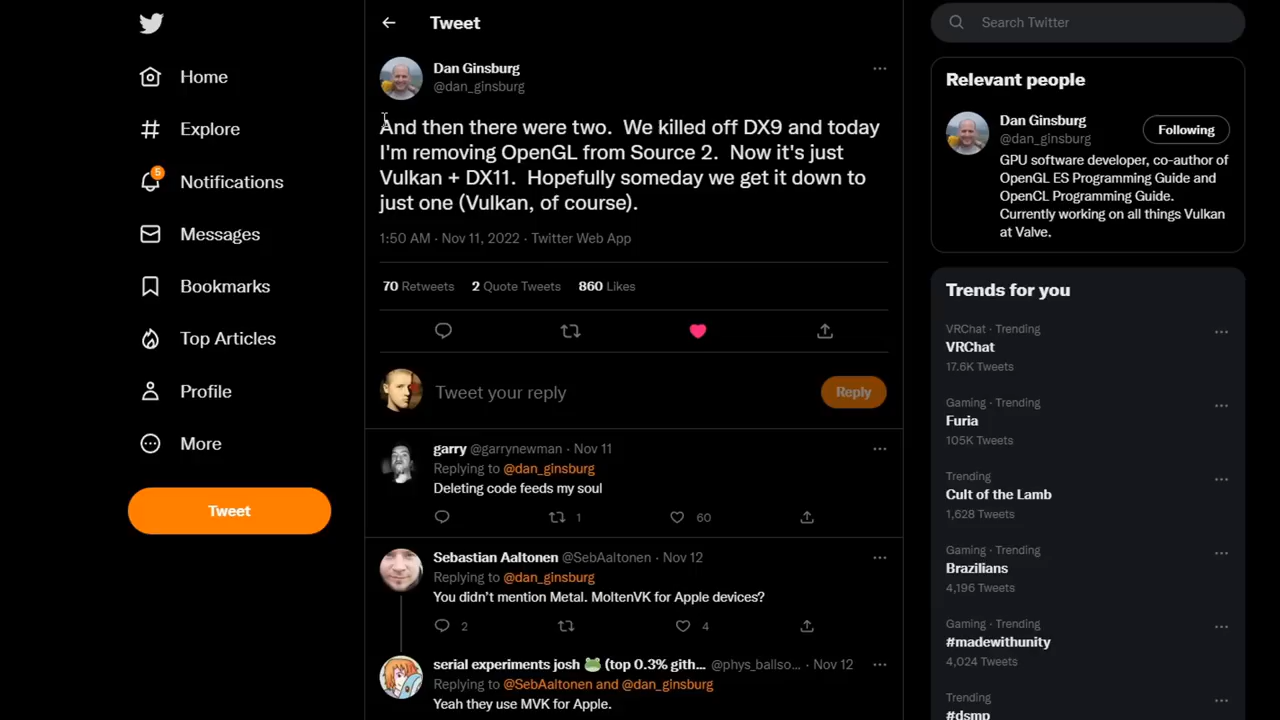 Home
Explore
5
Notifications
Messages
Bookmarks
Top Articles
Profile
More
Tweet
Tweet
Dan Ginsburg
@dan_ginsburg
And then there were two. We killed off DX9 and today
I'm removing OpenGL from Source 2. Now it's just
Vulkan + DX11. Hopefully someday we get it down to
just one (Vulkan, of course).
1:50 AM · Nov 11, 2022 · Twitter Web App
70 Retweets 2 Quote Tweets 860 Likes
Tweet your reply
Reply
garry @garrynewman · Nov 11
Replying to @dan_ginsburg
Deleting code feeds my soul
1 60
Sebastian Aaltonen @SebAaltonen · Nov 12
Replying to @dan_ginsburg
You didn't mention Metal. MoltenVK for Apple devices?
2 4
serial experiments josh 🐸 (top 0.3% gith... @phys_ballso... · Nov 12
Replying to @SebAaltonen and @dan_ginsburg
Yeah they use MVK for Apple.
Search Twitter
Relevant people
Dan Ginsburg
@dan_ginsburg
Following
GPU software developer, co-author of
OpenGL ES Programming Guide and
OpenCL Programming Guide.
Currently working on all things Vulkan
at Valve.
Trends for you
VRChat · Trending
VRChat
17.6K Tweets
Gaming · Trending
Furia
105K Tweets
Trending
Cult of the Lamb
1,628 Tweets
Gaming · Trending
Brazilians
4,196 Tweets
Gaming · Trending
#madewithunity
4,024 Tweets
Trending
#dsmp